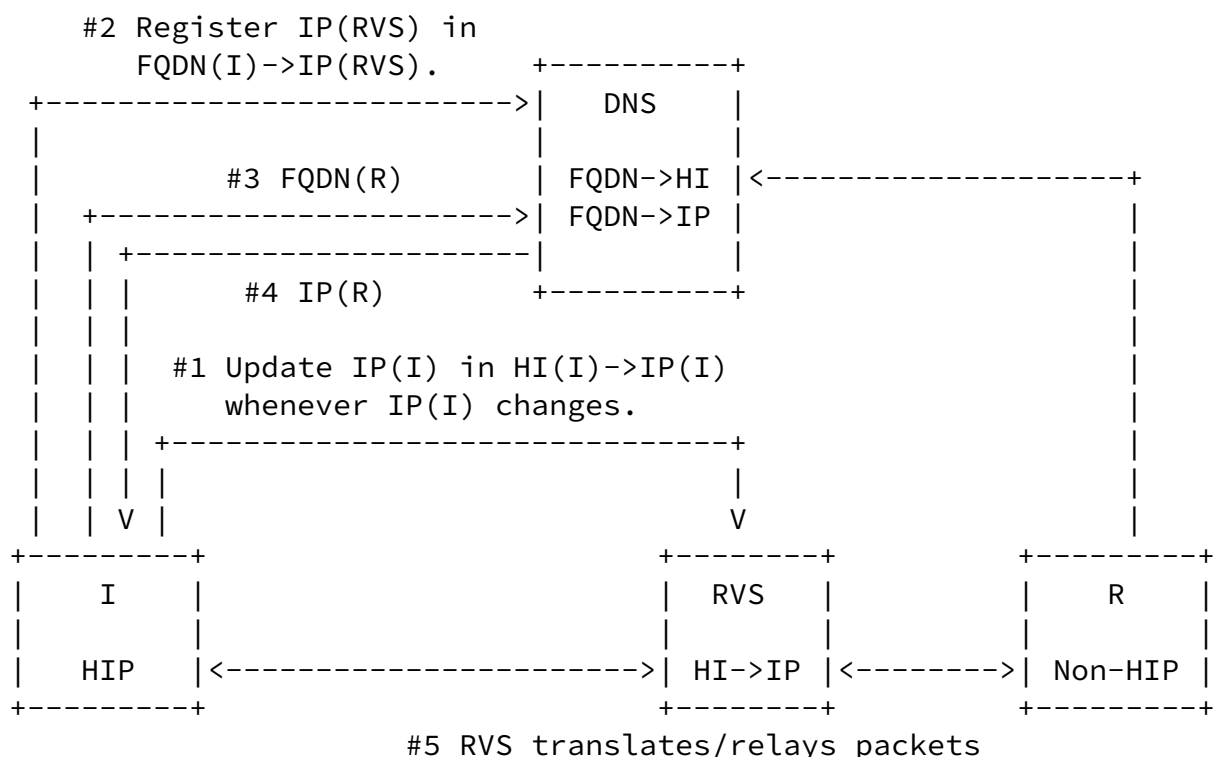 #2 Register IP(RVS) in
FQDN(I)->IP(RVS).
DNS
#3 FQDN(R)
FQDN->HI
FQDN->IP
#4 IP(R)
#1 Update IP(I) in HI(I)->IP(I)
whenever IP(I) changes.
V
V
I
RVS
R
HIP
HI->IP
Non-HIP
#5 RVS translates/relays packets